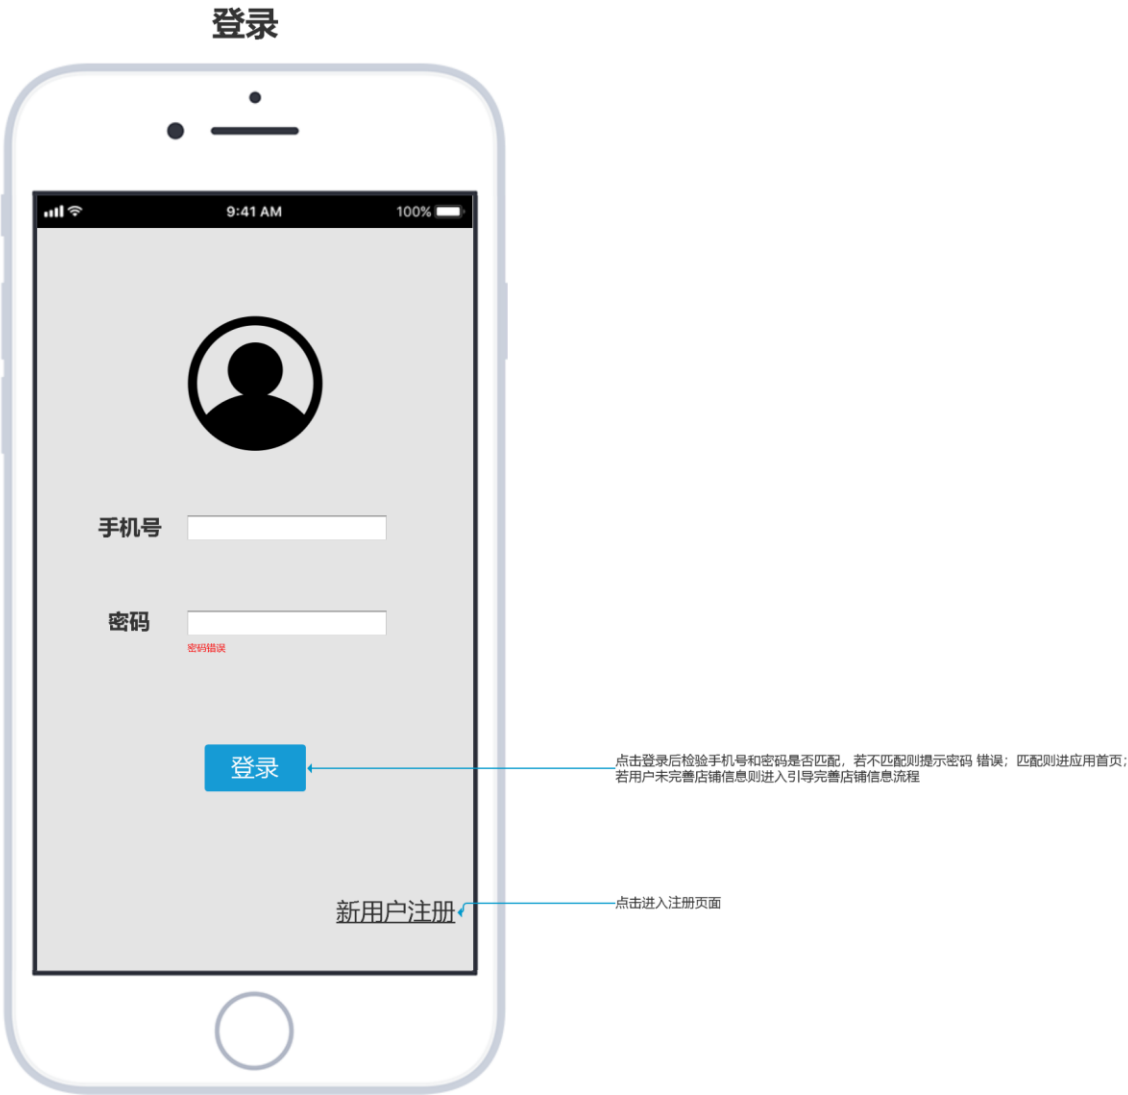 登录
9:41 AM
100%
手机号
密码
密码错误
登录
点击登录后检验手机号和密码是否匹配，若不匹配则提示密码 错误；匹配则进应用首页；
若用户未完善店铺信息则进入引导完善店铺信息流程
新用户注册
点击进入注册页面